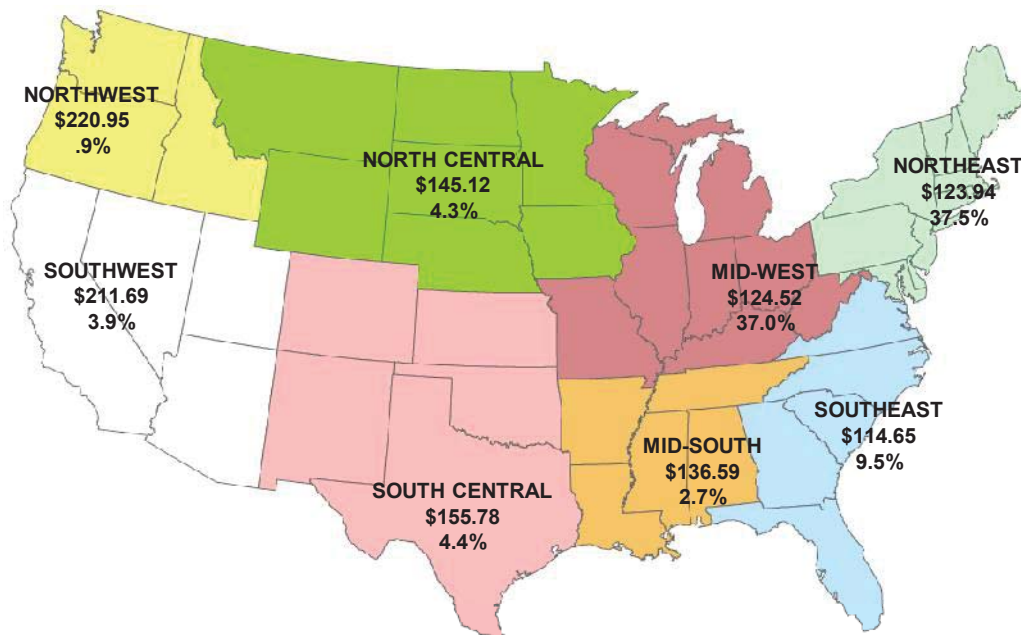 NORTHWEST
$220.95
.9%
NORTH CENTRAL
$145.12
4.3%
NORTHEAST
$123.94
37.5%
SOUTHWEST
$211.69
3.9%
MID-WEST
$124.52
37.0%
SOUTHEAST
$114.65
9.5%
MID-SOUTH
$136.59
2.7%
SOUTH CENTRAL
$155.78
4.4%